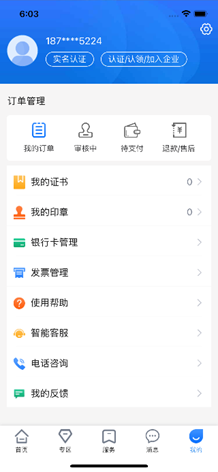 6:03
187****5224
实名认证
认证/认领/加入企业
订单管理
我的订单
审核中
待支付
退款/售后
我的证书 0
我的印章 0
银行卡管理
发票管理
使用帮助
智能客服
电话咨询
我的反馈
首页
专区
服务
消息
我的